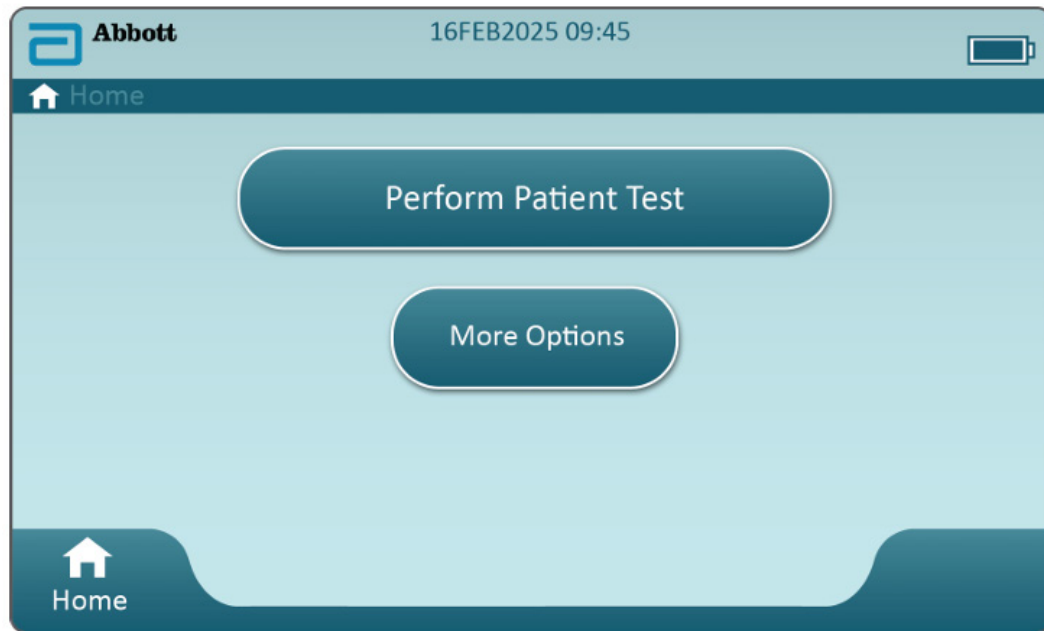 Abbott
16FEB2025 09:45
Home
Perform Patient Test
More Options
Home